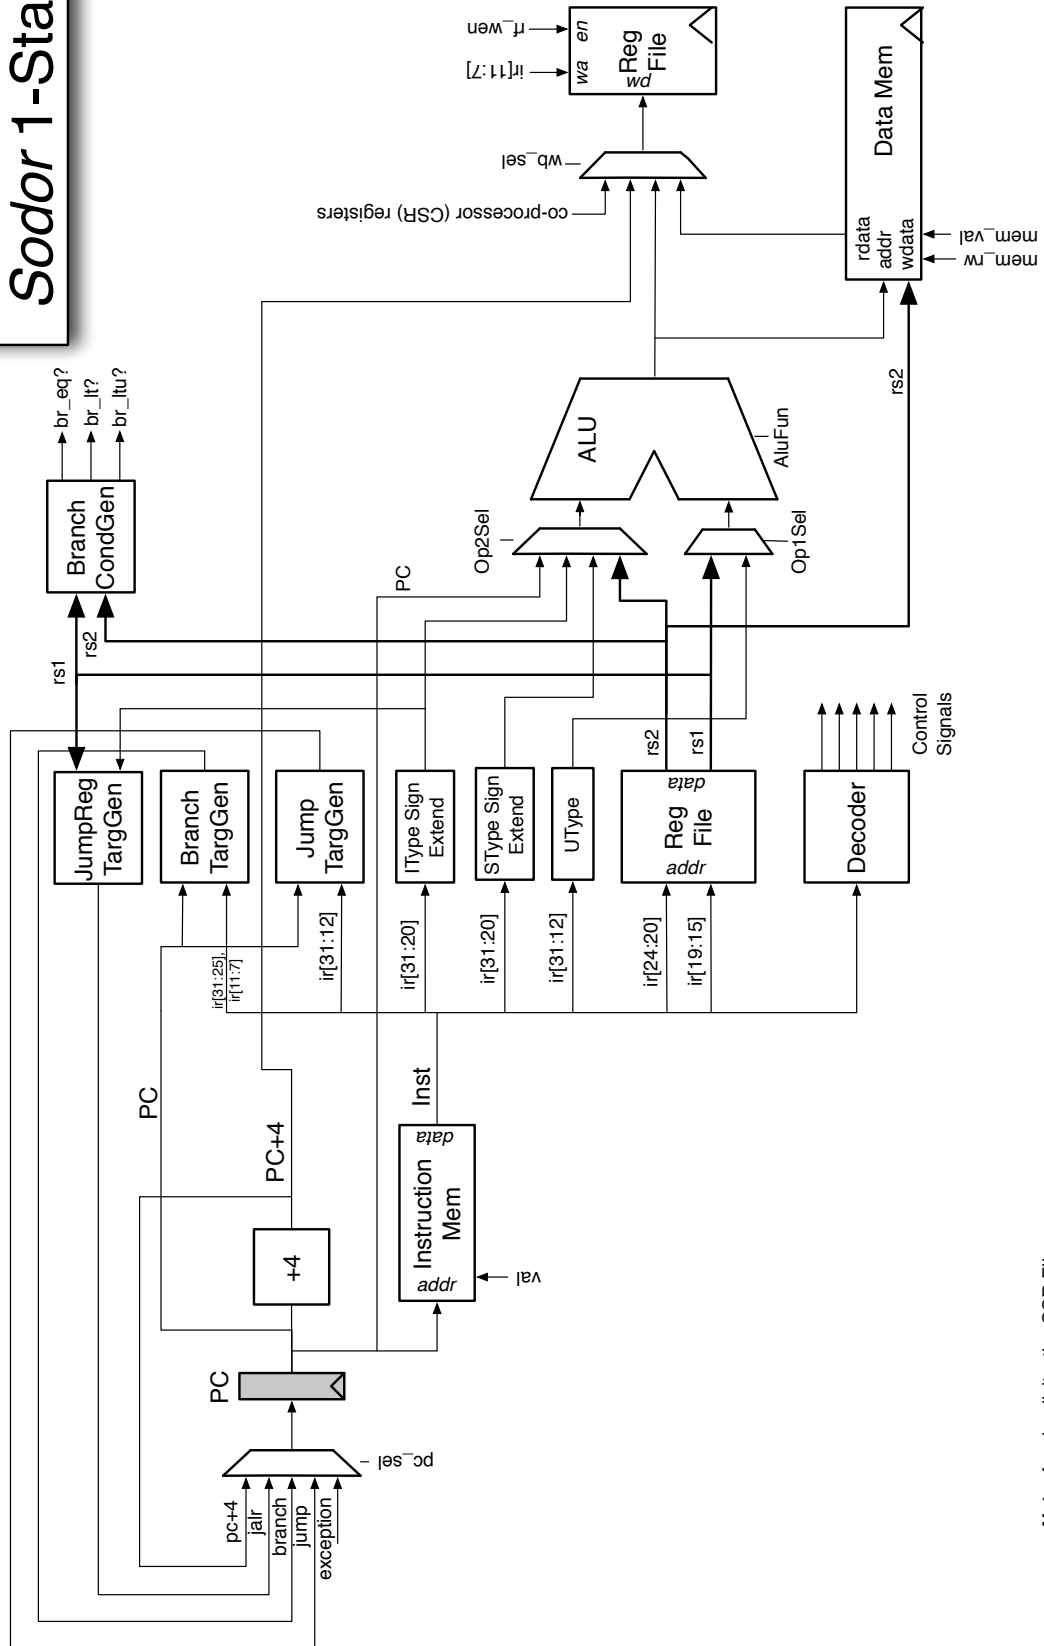 Sodor 1-Sta
br_eq?
br_lt?
br_ltu?
Branch
CondGen
rs1
rs2
JumpReg
TargGen
Branch
TargGen
Jump
TargGen
IType Sign
Extend
SType Sign
Extend
UType
Reg
File
addr
data
rs2
rs1
Decoder
Control
Signals
ir[31:25],
ir[11:7]
ir[31:12]
ir[31:20]
ir[31:20]
ir[31:12]
ir[24:20]
ir[19:15]
PC
PC+4
+4
Inst
Instruction
Mem
addr
data
val
PC
pc_sel
pc+4
jalr
branch
jump
exception
PC
Op2Sel
Op1Sel
ALU
AluFun
rs2
co-processor (CSR) registers
wb_sel
rf_wen
ir[11:7]
en
wa
Reg
File
wd
Data Mem
rdata
addr
wdata
mem_val
mem_rw